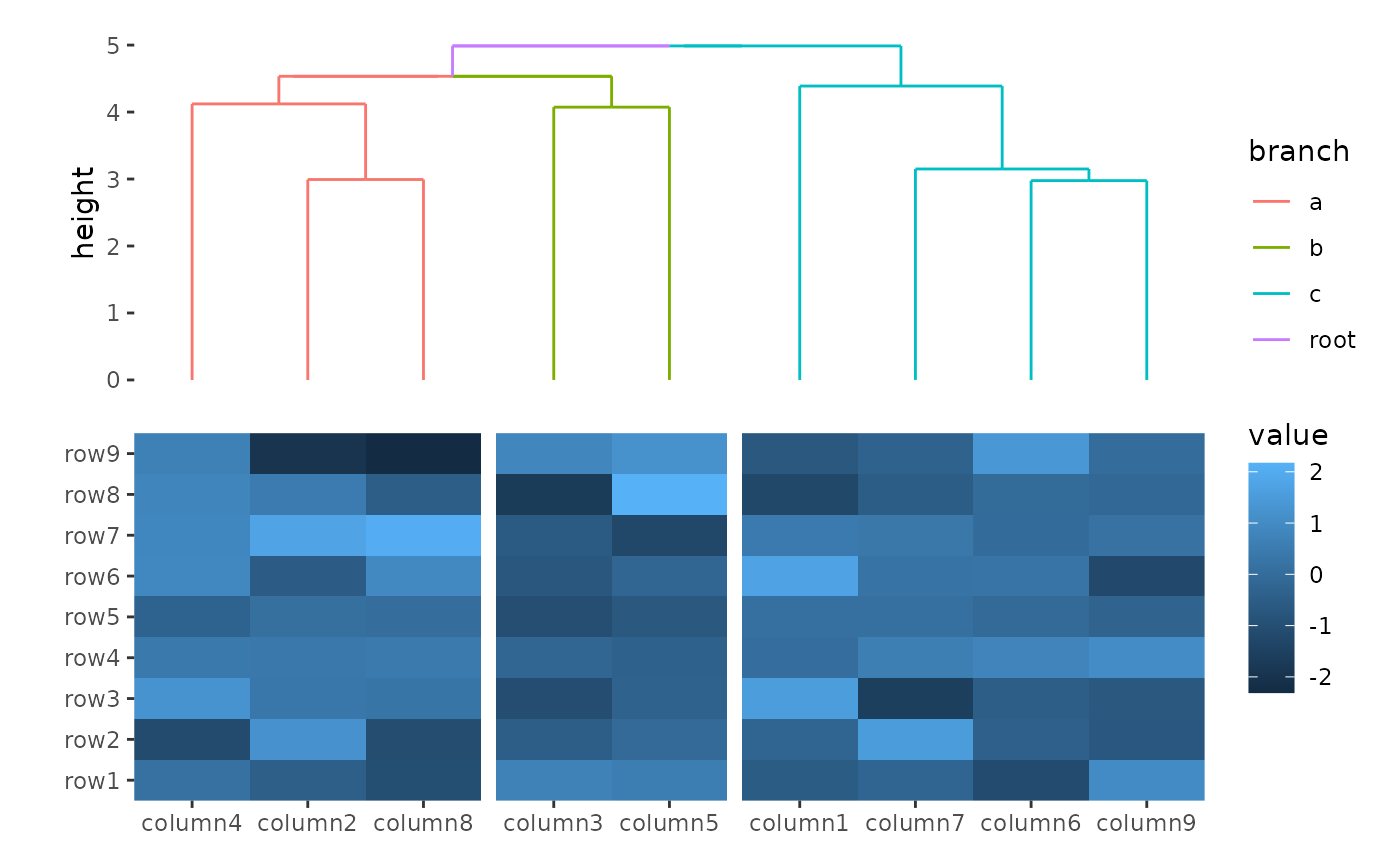 height
5
4
3
2
1
0
branch
a
b
c
root
row9
row8
row7
row6
row5
row4
row3
row2
row1
column4 column2 column8 column3 column5 column1 column7 column6 column9
value
2
1
0
-1
-2